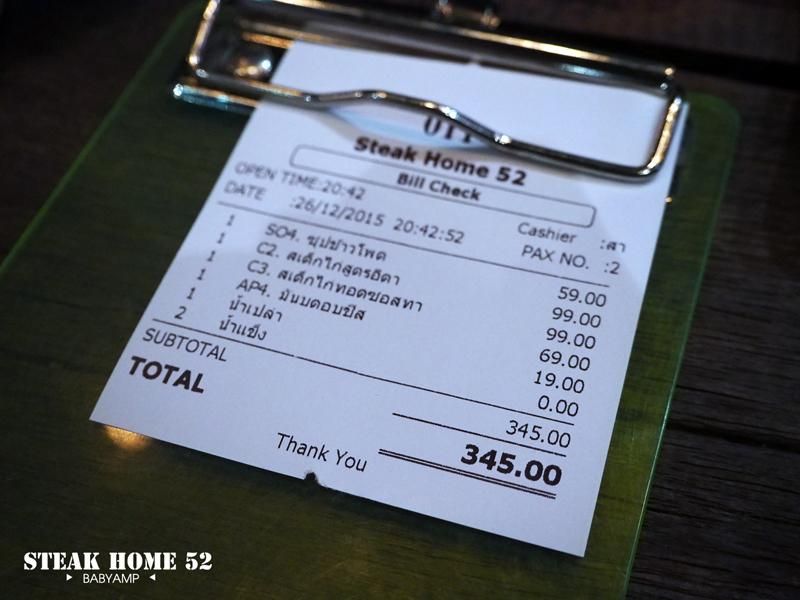 Steak Home 52
Bill Check
OPEN TIME:20:42 Cashier :สา
DATE :26/12/2015 20:42:52 PAX NO. :2
1 SO4. ซุปข้าวโพด 59.00
1 C2. สเต็กไก่สูตรธิดา 99.00
1 C3. สเต็กไก่ทอดซอสทา 99.00
1 AP4. มันบดอบชีส 69.00
1 น้ำเปล่า 19.00
2 น้ำแข็ง 0.00
SUBTOTAL 345.00
TOTAL 345.00
Thank You
STEAK HOME 52
BABYAMP